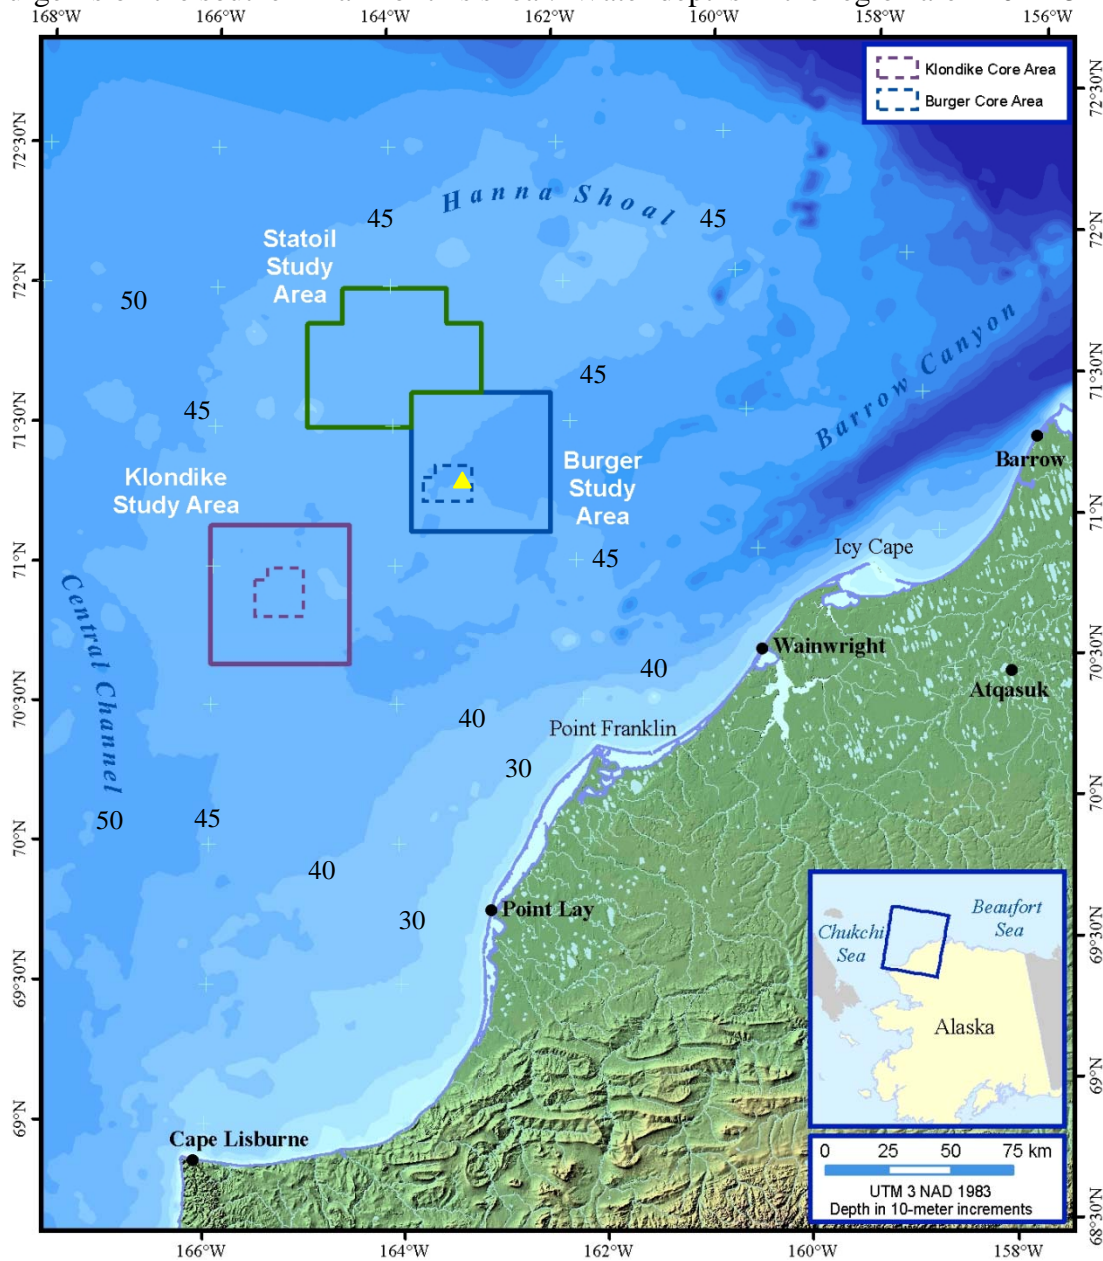 168°W
166°W
164°W
162°W
160°W
158°W
156°W
Klondike Core Area
Burger Core Area
72°30'N
72°30'N
Hanna Shoal
45
45
72°N
Statoil
Study
Area
72°N
50
Barrow Canyon
45
71°30'N
45
71°30'N
Barrow
Burger
Study
Area
Klondike
Study Area
71°N
Icy Cape
45
71°N
Central Channel
Wainwright
70°30'N
40
Atqasuk
70°30'N
40
Point Franklin
30
70°N
50
45
70°N
40
Point Lay
30
Beaufort
Sea
Chukchi
Sea
69°30'N
69°30'N
Alaska
69°N
69°N
Cape Lisburne
0 25 50 75 km
UTM 3 NAD 1983
Depth in 10-meter increments
68°30'N
166°W
164°W
162°W
160°W
158°W